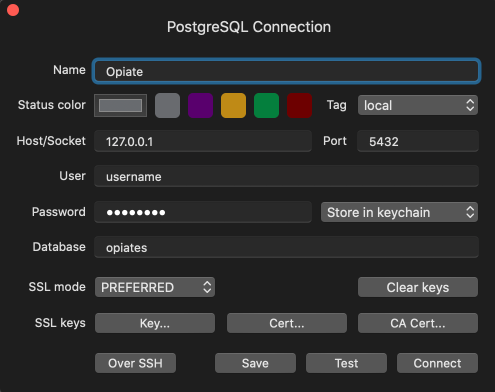 PostgreSQL Connection
Name Opiate
Status color Tag local
Host/Socket 127.0.0.1 Port 5432
User username
Password ●●●●●●●● Store in keychain
Database opiates
SSL mode PREFERRED Clear keys
SSL keys Key... Cert... CA Cert...
Over SSH Save Test Connect